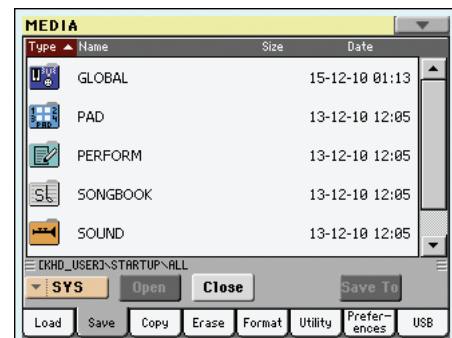 MEDIA
Type Name Size Date
GLOBAL 15-12-10 01:13
PAD 13-12-10 12:05
PERFORM 13-12-10 12:05
SONGBOOK 13-12-10 12:05
SOUND 13-12-10 12:05
[KHD_USER]\STARTUP\ALL
SYS Open Close Save To
Load Save Copy Erase Format Utility Prefer-ences USB